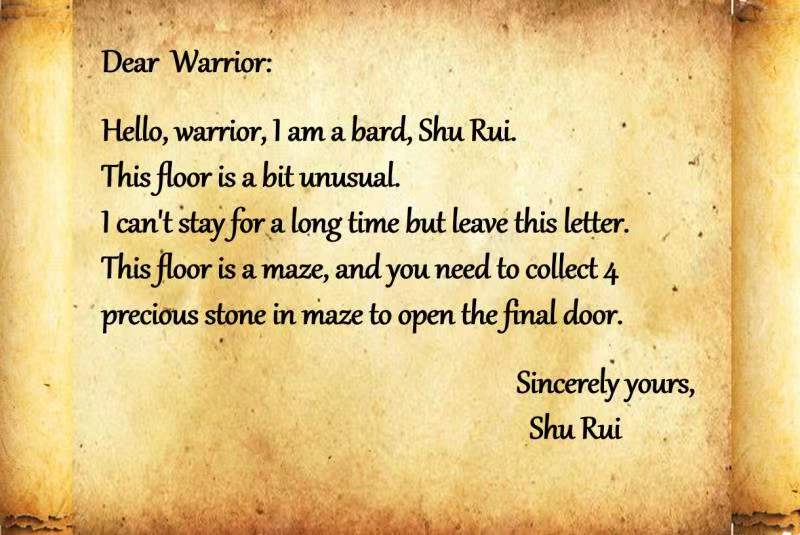 Dear Warrior:
Hello, warrior, I am a bard, Shu Rui.
This floor is a bit unusual.
I can't stay for a long time but leave this letter.
This floor is a maze, and you need to collect 4
precious stone in maze to open the final door.
Sincerely yours,
Shu Rui